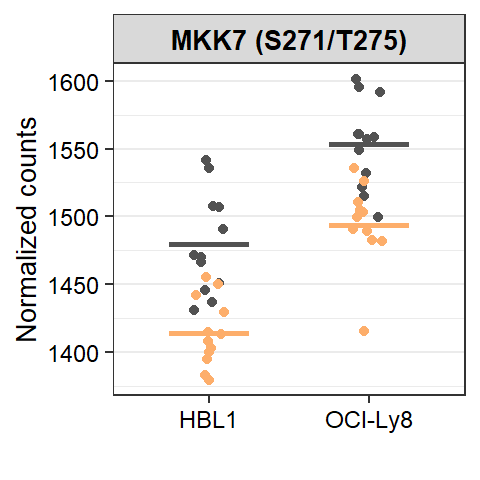 MKK7 (S271/T275)
Normalized counts
1600
1550
1500
1450
1400
HBL1
OCI-Ly8